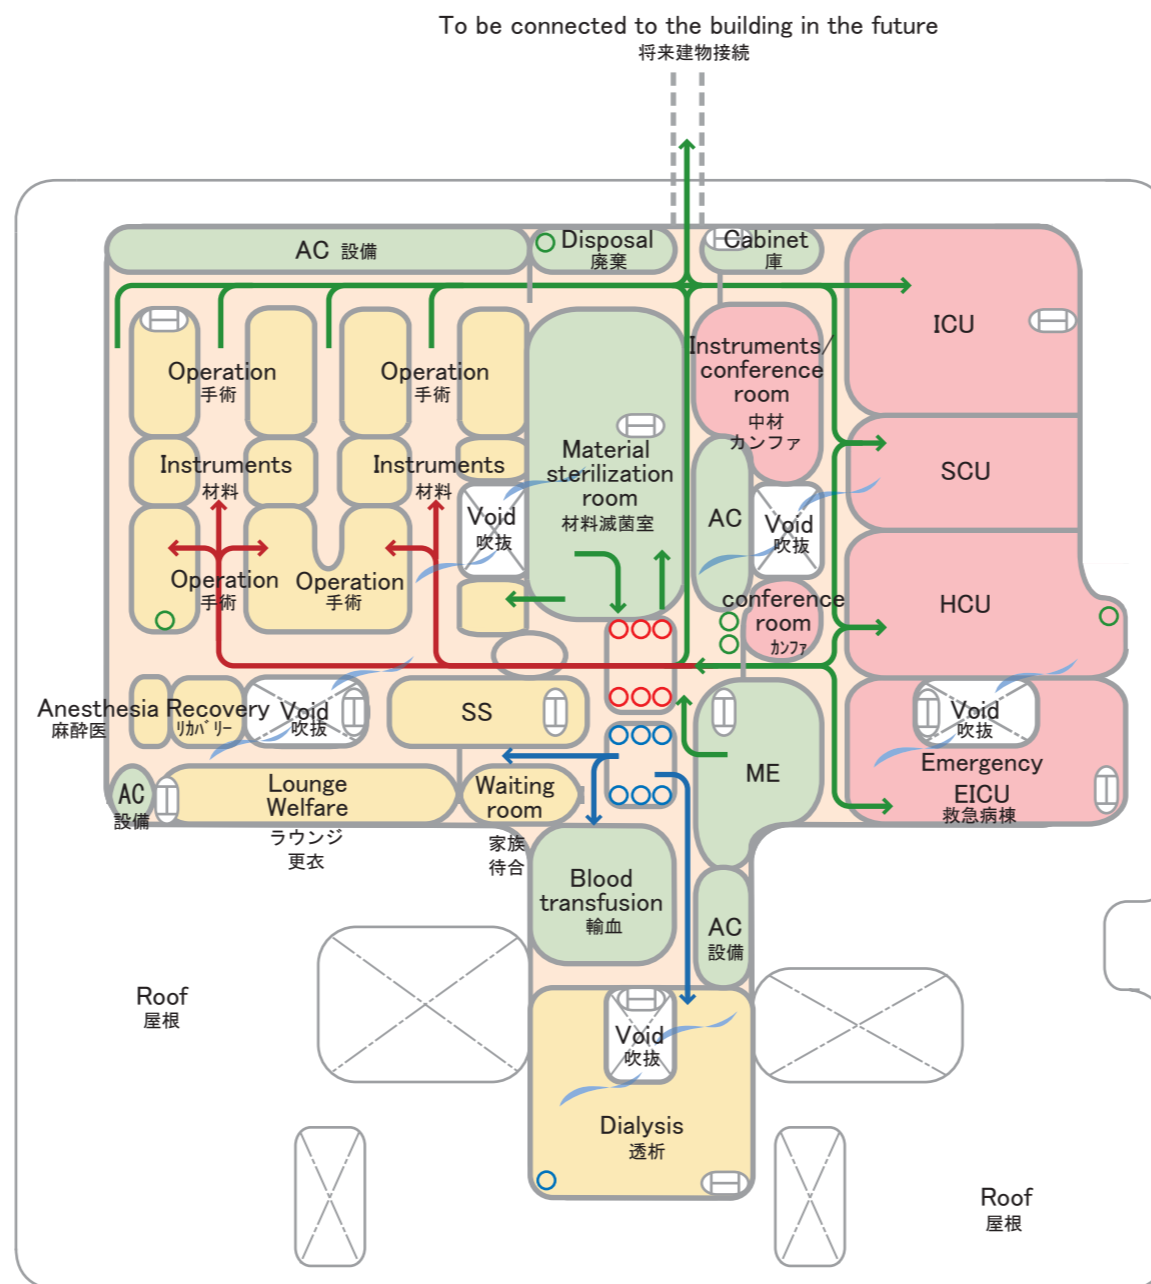 To be connected to the building in the future
将来建物接続
AC 設備
Disposal
廃棄
Cabinet
庫
ICU
Operation
手術
Operation
手術
Instruments/
conference
room
中材
カンファ
Instruments
材料
Instruments
材料
Material
sterilization
room
材料滅菌室
SCU
Void
吹抜
AC
Void
吹抜
Operation
手術
Operation
手術
conference
room
カンファ
HCU
Anesthesia
麻酔医
Recovery
リカバリー
Void
吹抜
SS
ME
Void
吹抜
Emergency
EICU
救急病棟
AC
設備
Lounge
Welfare
ラウンジ
更衣
Waiting
room
家族
待合
Blood
transfusion
輸血
AC
設備
Roof
屋根
Void
吹抜
Dialysis
透析
Roof
屋根